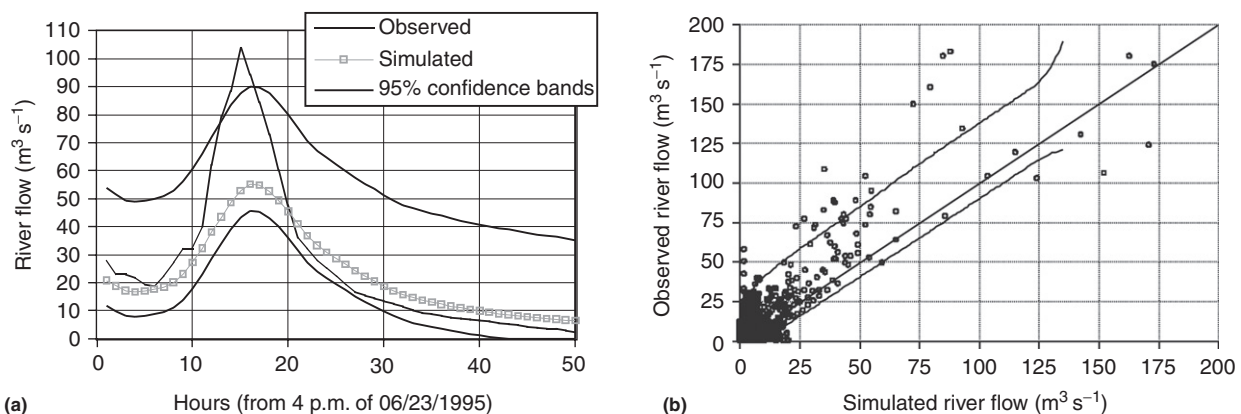 Observed
Simulated
95% confidence bands
110
100
90
80
70
60
50
40
30
20
10
0
River flow (m³ s⁻¹)
0 10 20 30 40 50
Hours (from 4 p.m. of 06/23/1995)
(a)
200
175
150
125
100
75
50
25
0
Observed river flow (m³ s⁻¹)
0 25 50 75 100 125 150 175 200
Simulated river flow (m³ s⁻¹)
(b)